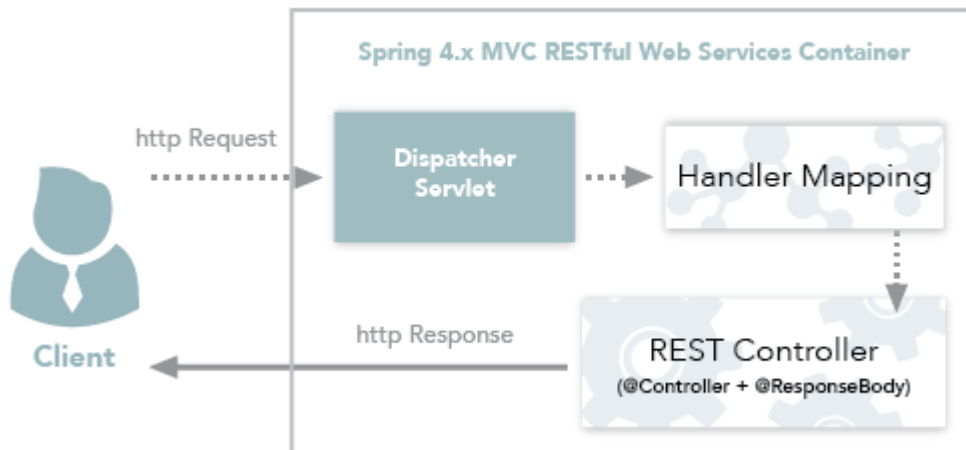 Spring 4.x MVC RESTful Web Services Container
http Request
Dispatcher
Servlet
Handler Mapping
http Response
REST Controller
(@Controller + @ResponseBody)
Client